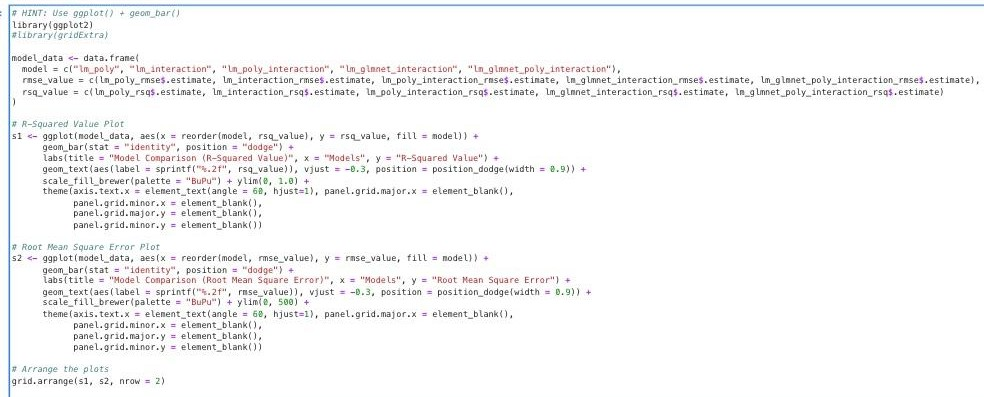 # HINT: Use ggplot() + geom_bar()
library(ggplot2)
#library(gridExtra)

model_data <- data.frame(
  model = c("lm_poly", "lm_interaction", "lm_poly_interaction", "lm_glmnet_interaction", "lm_glmnet_poly_interaction"),
  rmse_value = c(lm_poly_rmse$.estimate, lm_interaction_rmse$.estimate, lm_poly_interaction_rmse$.estimate, lm_glmnet_interaction_rmse$.estimate, lm_glmnet_poly_interaction_rmse$.estimate),
  rsq_value = c(lm_poly_rsq$.estimate, lm_interaction_rsq$.estimate, lm_poly_interaction_rsq$.estimate, lm_glmnet_interaction_rsq$.estimate, lm_glmnet_poly_interaction_rsq$.estimate)
)

# R-Squared Value Plot
s1 <- ggplot(model_data, aes(x = reorder(model, rsq_value), y = rsq_value, fill = model)) +
      geom_bar(stat = "identity", position = "dodge") +
      labs(title = "Model Comparison (R-Squared Value)", x = "Models", y = "R-Squared Value") +
      geom_text(aes(label = sprintf("%.2f", rsq_value)), vjust = -0.3, position = position_dodge(width = 0.9)) +
      scale_fill_brewer(palette = "BuPu") + ylim(0, 1.0) +
      theme(axis.text.x = element_text(angle = 60, hjust=1), panel.grid.major.x = element_blank(),
            panel.grid.minor.x = element_blank(),
            panel.grid.major.y = element_blank(),
            panel.grid.minor.y = element_blank())

# Root Mean Square Error Plot
s2 <- ggplot(model_data, aes(x = reorder(model, rmse_value), y = rmse_value, fill = model)) +
      geom_bar(stat = "identity", position = "dodge") +
      labs(title = "Model Comparison (Root Mean Square Error)", x = "Models", y = "Root Mean Square Error") +
      geom_text(aes(label = sprintf("%.2f", rmse_value)), vjust = -0.3, position = position_dodge(width = 0.9)) +
      scale_fill_brewer(palette = "BuPu") + ylim(0, 500) +
      theme(axis.text.x = element_text(angle = 60, hjust=1), panel.grid.major.x = element_blank(),
            panel.grid.minor.x = element_blank(),
            panel.grid.major.y = element_blank(),
            panel.grid.minor.y = element_blank())

# Arrange the plots
grid.arrange(s1, s2, nrow = 2)